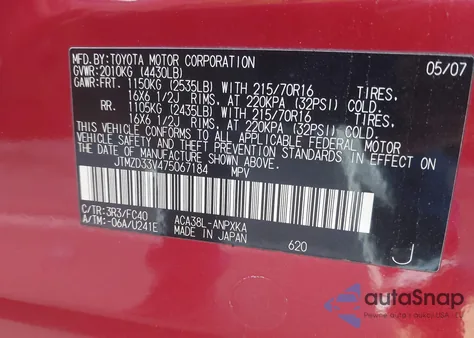 MFD.BY:TOYOTA MOTOR CORPORATION 05/07
GVWR:2010KG (4430LB)
GAWR:FRT. 1150KG (2535LB) WITH 215/70R16 TIRES,
16X6 1/2J RIMS, AT 220KPA (32PSI) COLD.
RR. 1105KG (2435LB) WITH 215/70R16 TIRES,
16X6 1/2J RIMS, AT 220KPA (32PSI) COLD.
THIS VEHICLE CONFORMS TO ALL APPLICABLE FEDERAL MOTOR
VEHICLE SAFETY AND THEFT PREVENTION STANDARDS IN EFFECT ON
THE DATE OF MANUFACTURE SHOWN ABOVE.
JTMZD33V475067184 MPV
C/TR:3R3/FC40 ACA38L-ANPXKA
A/TM:-06A/U241E MADE IN JAPAN
620
J
autoSnap
Pewne auto z aukcji USA